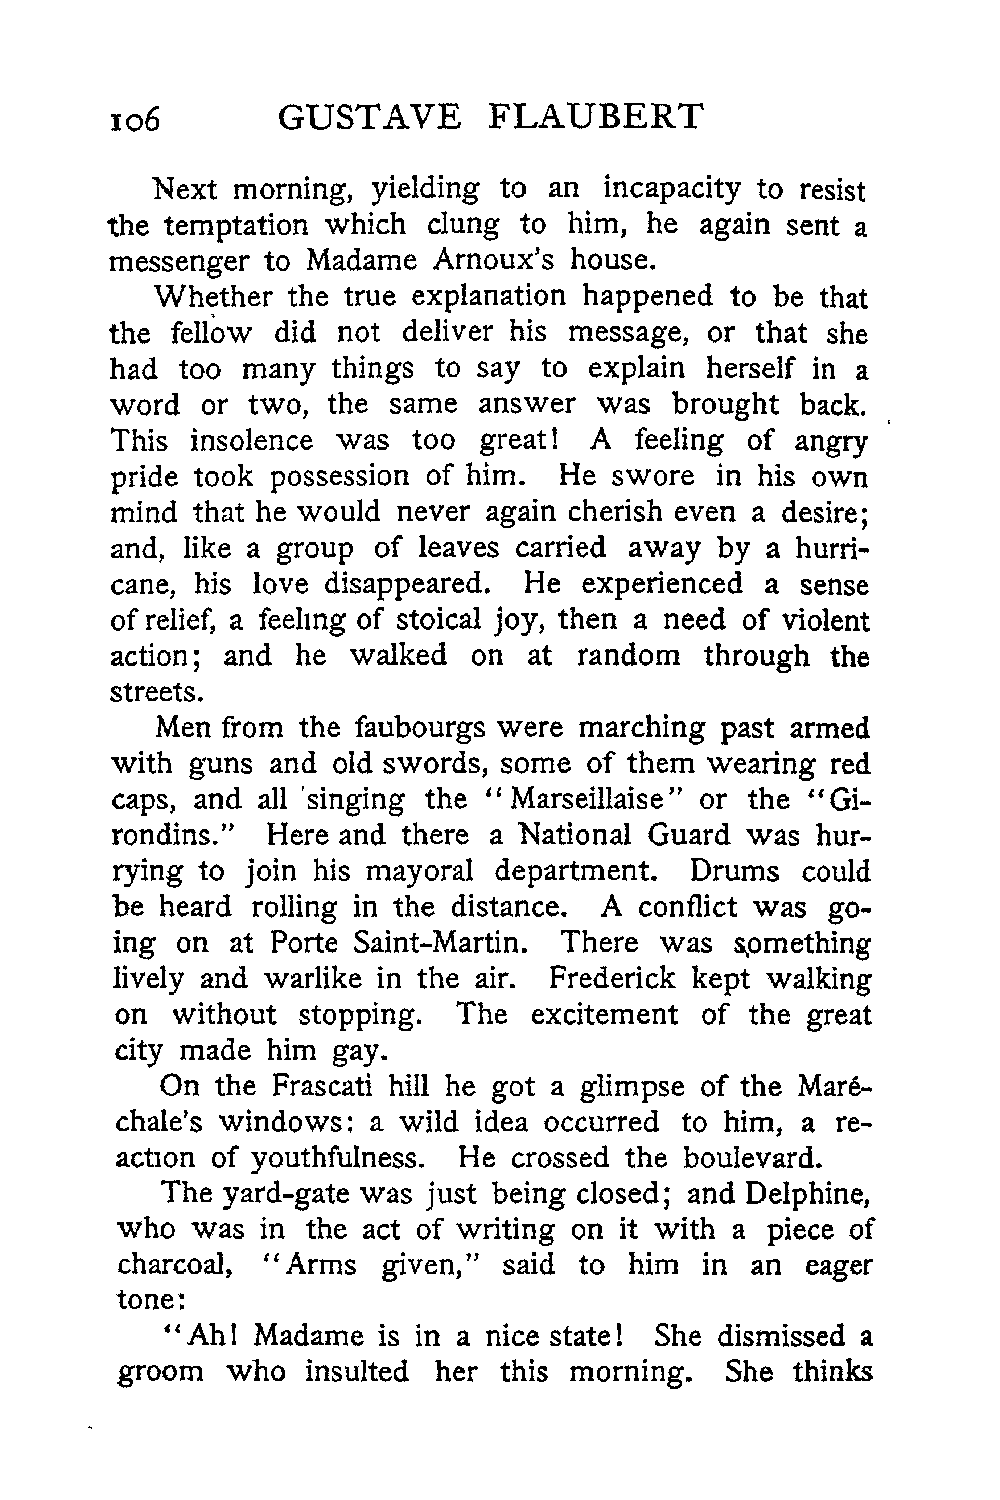 106 GUSTAVE FLAUBERT
Next morning, yielding to an incapacity to resist
the temptation which clung to him, he again sent a
messenger to Madame Arnoux's house.
Whether the true explanation happened to be that
the fellow did not deliver his message, or that she
had too many things to say to explain herself in a
word or two, the same answer was brought back.
This insolence was too great! A feeling of angry
pride took possession of him. He swore in his own
mind that he would never again cherish even a desire;
and, like a group of leaves carried away by a hurri-
cane, his love disappeared. He experienced a sense
of relief, a feeling of stoical joy, then a need of violent
action; and he walked on at random through the
streets.
Men from the faubourgs were marching past armed
with guns and old swords, some of them wearing red
caps, and all singing the "Marseillaise" or the "Gi-
rondins." Here and there a National Guard was hur-
rying to join his mayoral department. Drums could
be heard rolling in the distance. A conflict was go-
ing on at Porte Saint-Martin. There was something
lively and warlike in the air. Frederick kept walking
on without stopping. The excitement of the great
city made him gay.
On the Frascati hill he got a glimpse of the Maré-
chale's windows: a wild idea occurred to him, a re-
action of youthfulness. He crossed the boulevard.
The yard-gate was just being closed; and Delphine,
who was in the act of writing on it with a piece of
charcoal, "Arms given," said to him in an eager
tone:
"Ah! Madame is in a nice state! She dismissed a
groom who insulted her this morning. She thinks